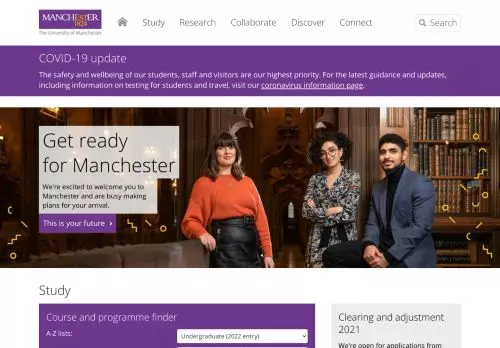 MANCHESTER
1824
The University of Manchester
Study
Research
Collaborate
Discover
Connect
Search
COVID-19 update
The safety and wellbeing of our students, staff and visitors are our highest priority. For the latest guidance and updates,
including information on testing for students and travel, visit our coronavirus information page.
Get ready
for Manchester
We're excited to welcome you to
Manchester and are busy making
plans for your arrival.
This is your future
Study
Course and programme finder
A-Z lists:
Undergraduate (2022 entry)
Clearing and adjustment
2021
We're open for applications from